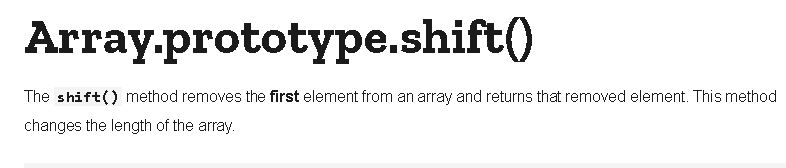 Array.prototype.shift()
The shift() method removes the first element from an array and returns that removed element. This method
changes the length of the array.